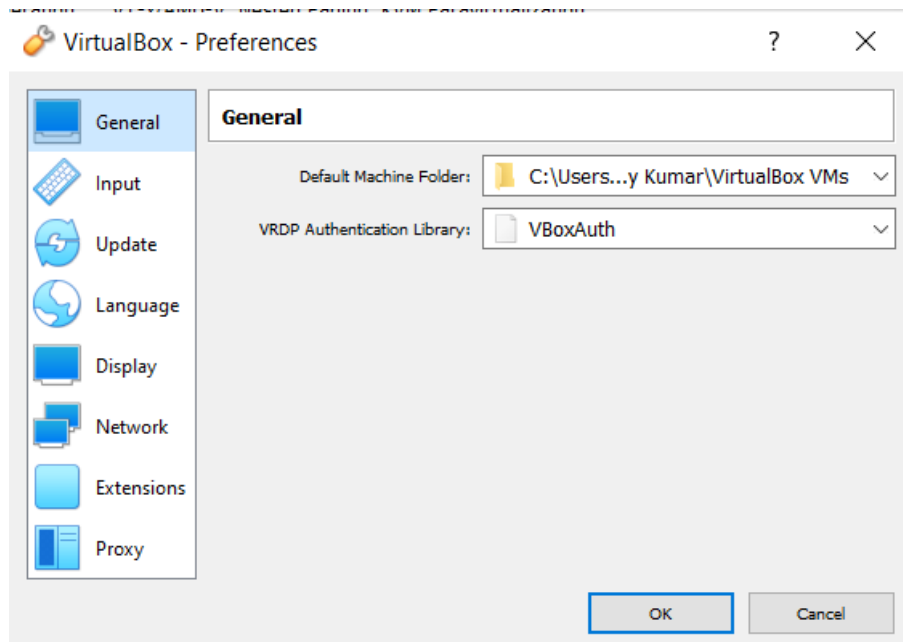 VirtualBox - Preferences ?
General
General
Default Machine Folder: C:\Users...y Kumar\VirtualBox VMs
Input
VRDP Authentication Library: VBoxAuth
Update
Language
Display
Network
Extensions
Proxy
OK Cancel